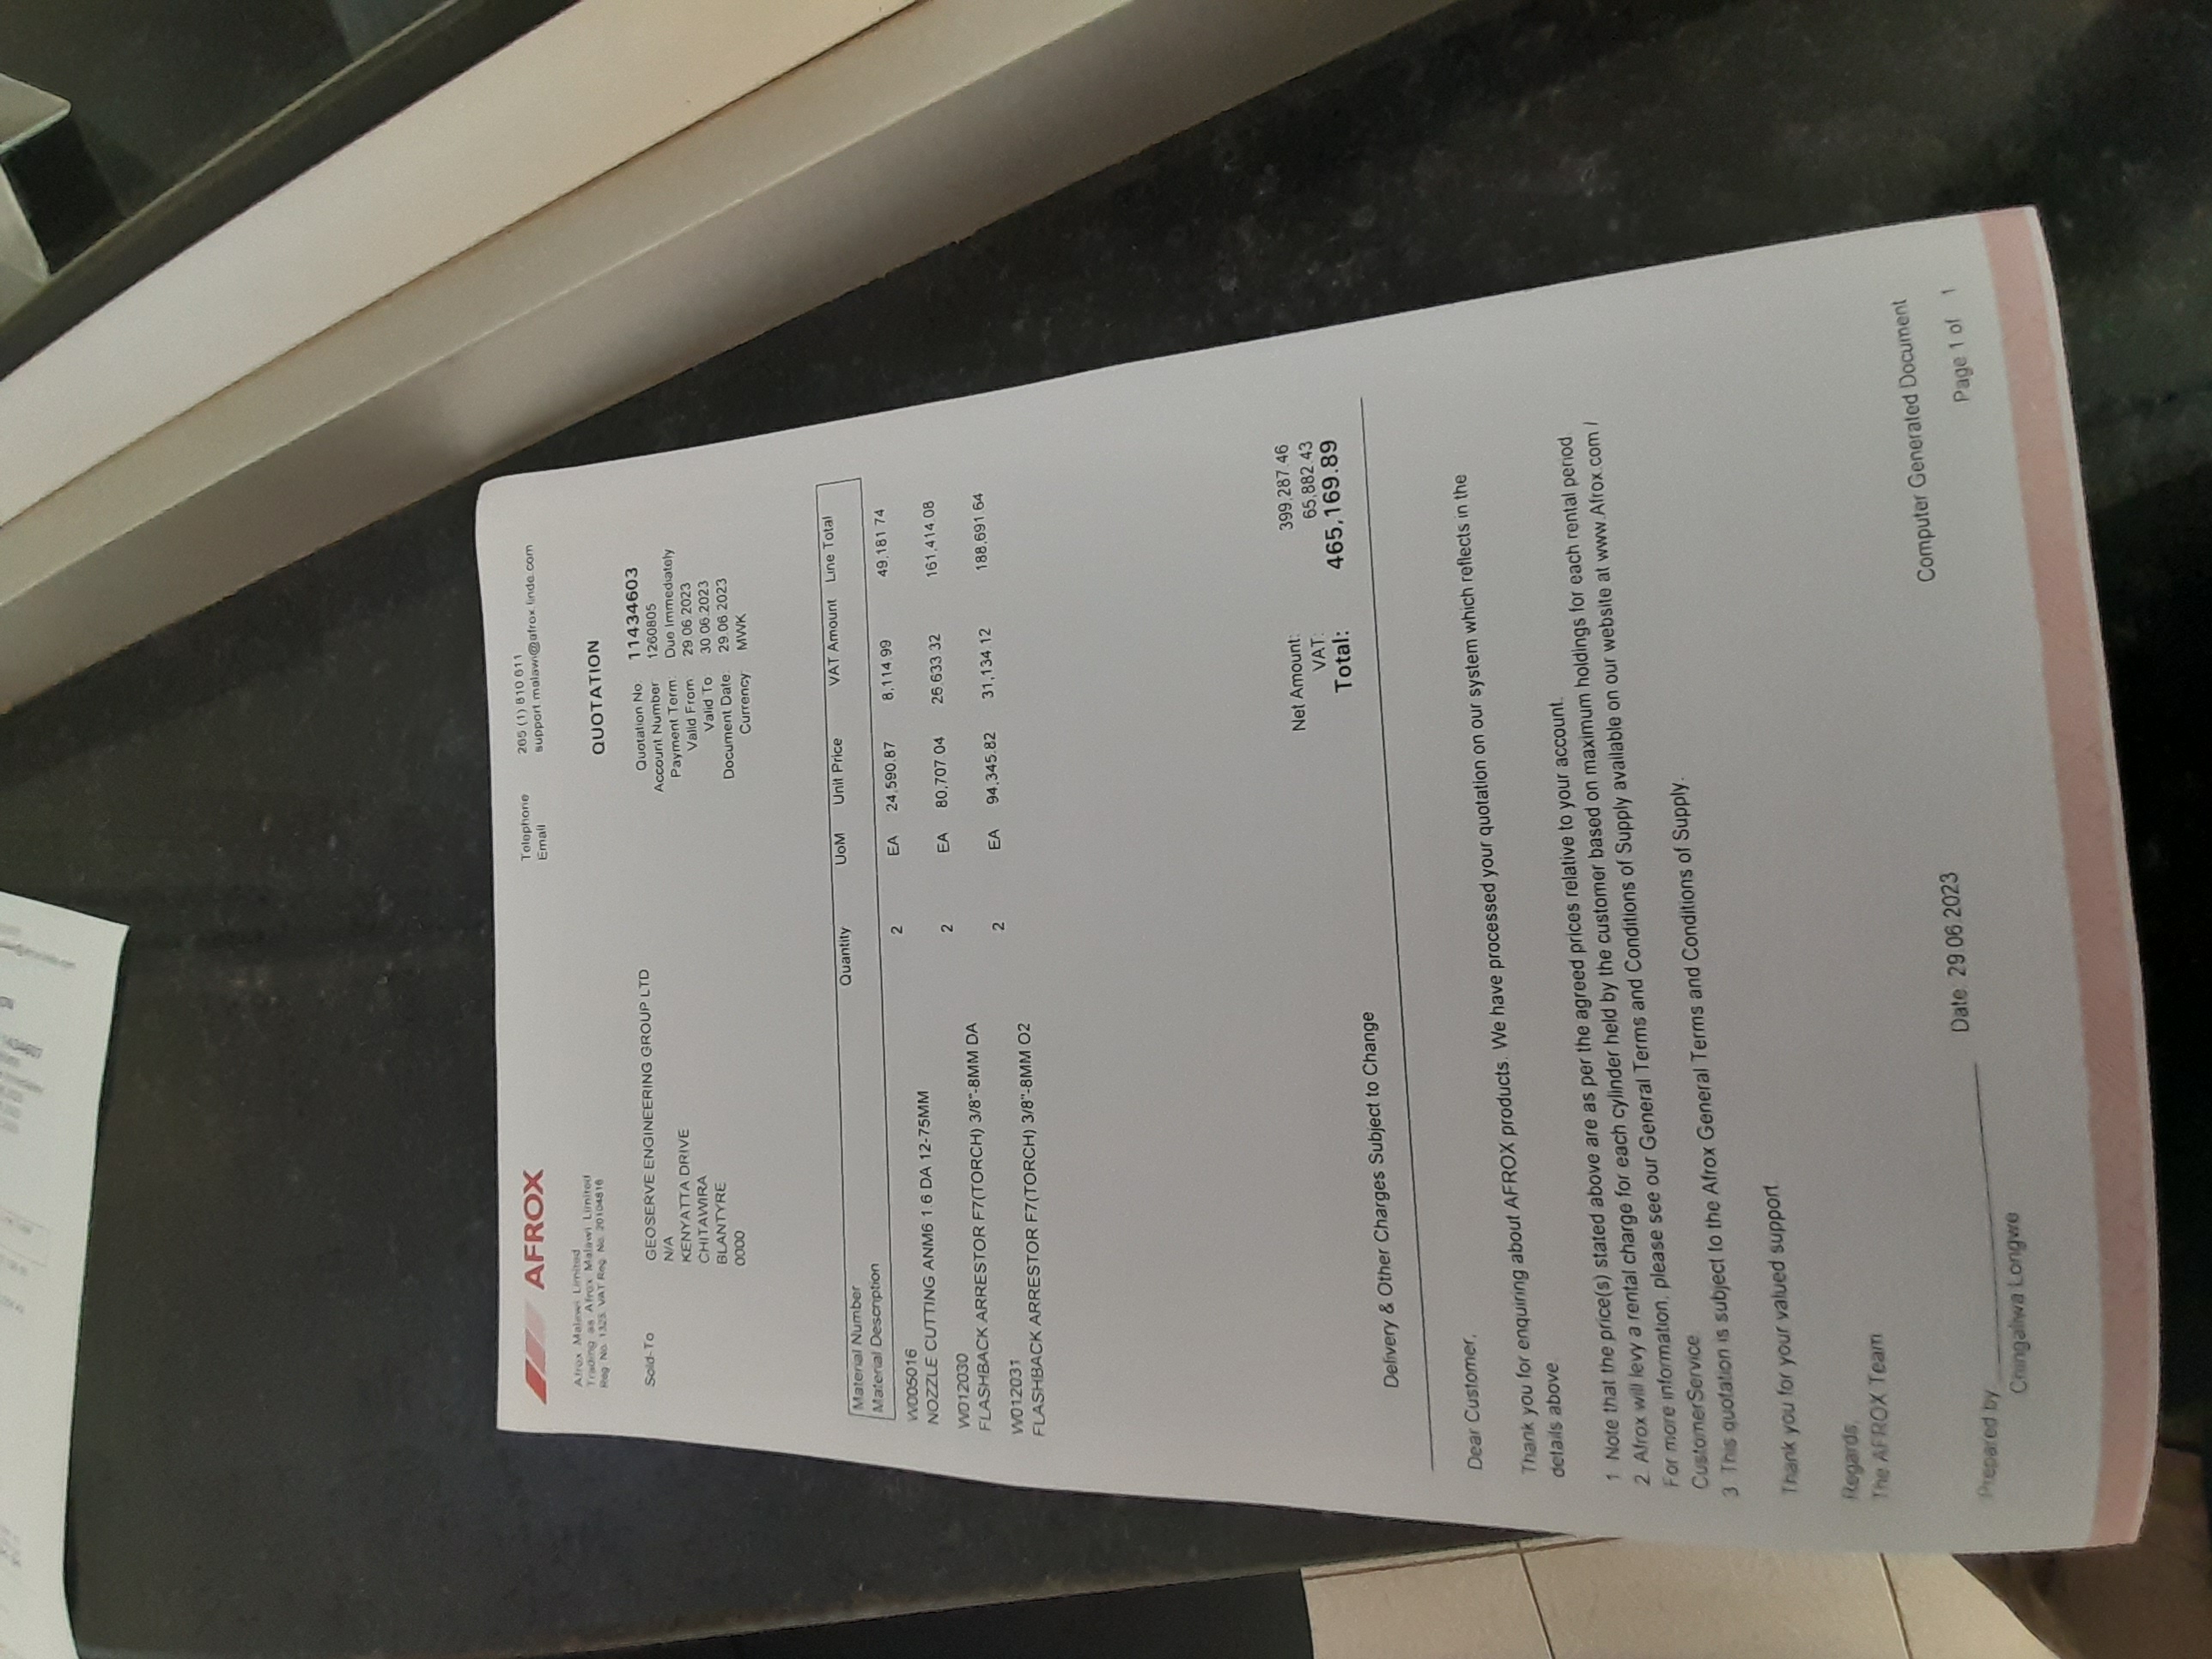 AFROX
Telephone 265 (1) 810 611
Email support.malawi@afrox.linde.com
Afrox Malawi Limited
Trading as Afrox Malawi Limited
Reg No. 1325 VAT Reg. No. 20104816
QUOTATION
Sold-To GEOSERVE ENGINEERING GROUP LTD
N/A
KENYATTA DRIVE
CHITAWIRA
BLANTYRE
0000
Quotation No: 11434603
Account Number: 1260805
Payment Term: Due Immediately
Valid From: 29.06.2023
Valid To: 30.06.2023
Document Date: 29.06.2023
Currency: MWK
Material Number Quantity UoM Unit Price VAT Amount Line Total
Material Description
W005016 2 EA 24,590.87 8,114.99 49,181.74
NOZZLE CUTTING ANM6 1.6 DA 12-75MM
W012030 2 EA 80,707.04 26,633.32 161,414.08
FLASHBACK ARRESTOR F7(TORCH) 3/8"-8MM DA
W012031 2 EA 94,345.82 31,134.12 188,691.64
FLASHBACK ARRESTOR F7(TORCH) 3/8"-8MM O2
Net Amount: 399,287.46
VAT: 65,882.43
Total: 465,169.89
Delivery & Other Charges Subject to Change
Dear Customer,
Thank you for enquiring about AFROX products. We have processed your quotation on our system which reflects in the
details above.
1. Note that the price(s) stated above are as per the agreed prices relative to your account.
2. Afrox will levy a rental charge for each cylinder held by the customer based on maximum holdings for each rental period.
For more information, please see our General Terms and Conditions of Supply available on our website at www.Afrox.com /
CustomerService.
3. This quotation is subject to the Afrox General Terms and Conditions of Supply.
Thank you for your valued support.
Regards,
The AFROX Team
Computer Generated Document
Prepared by Date: 29.06.2023
Page 1 of 1
Chingaliwa Longwe